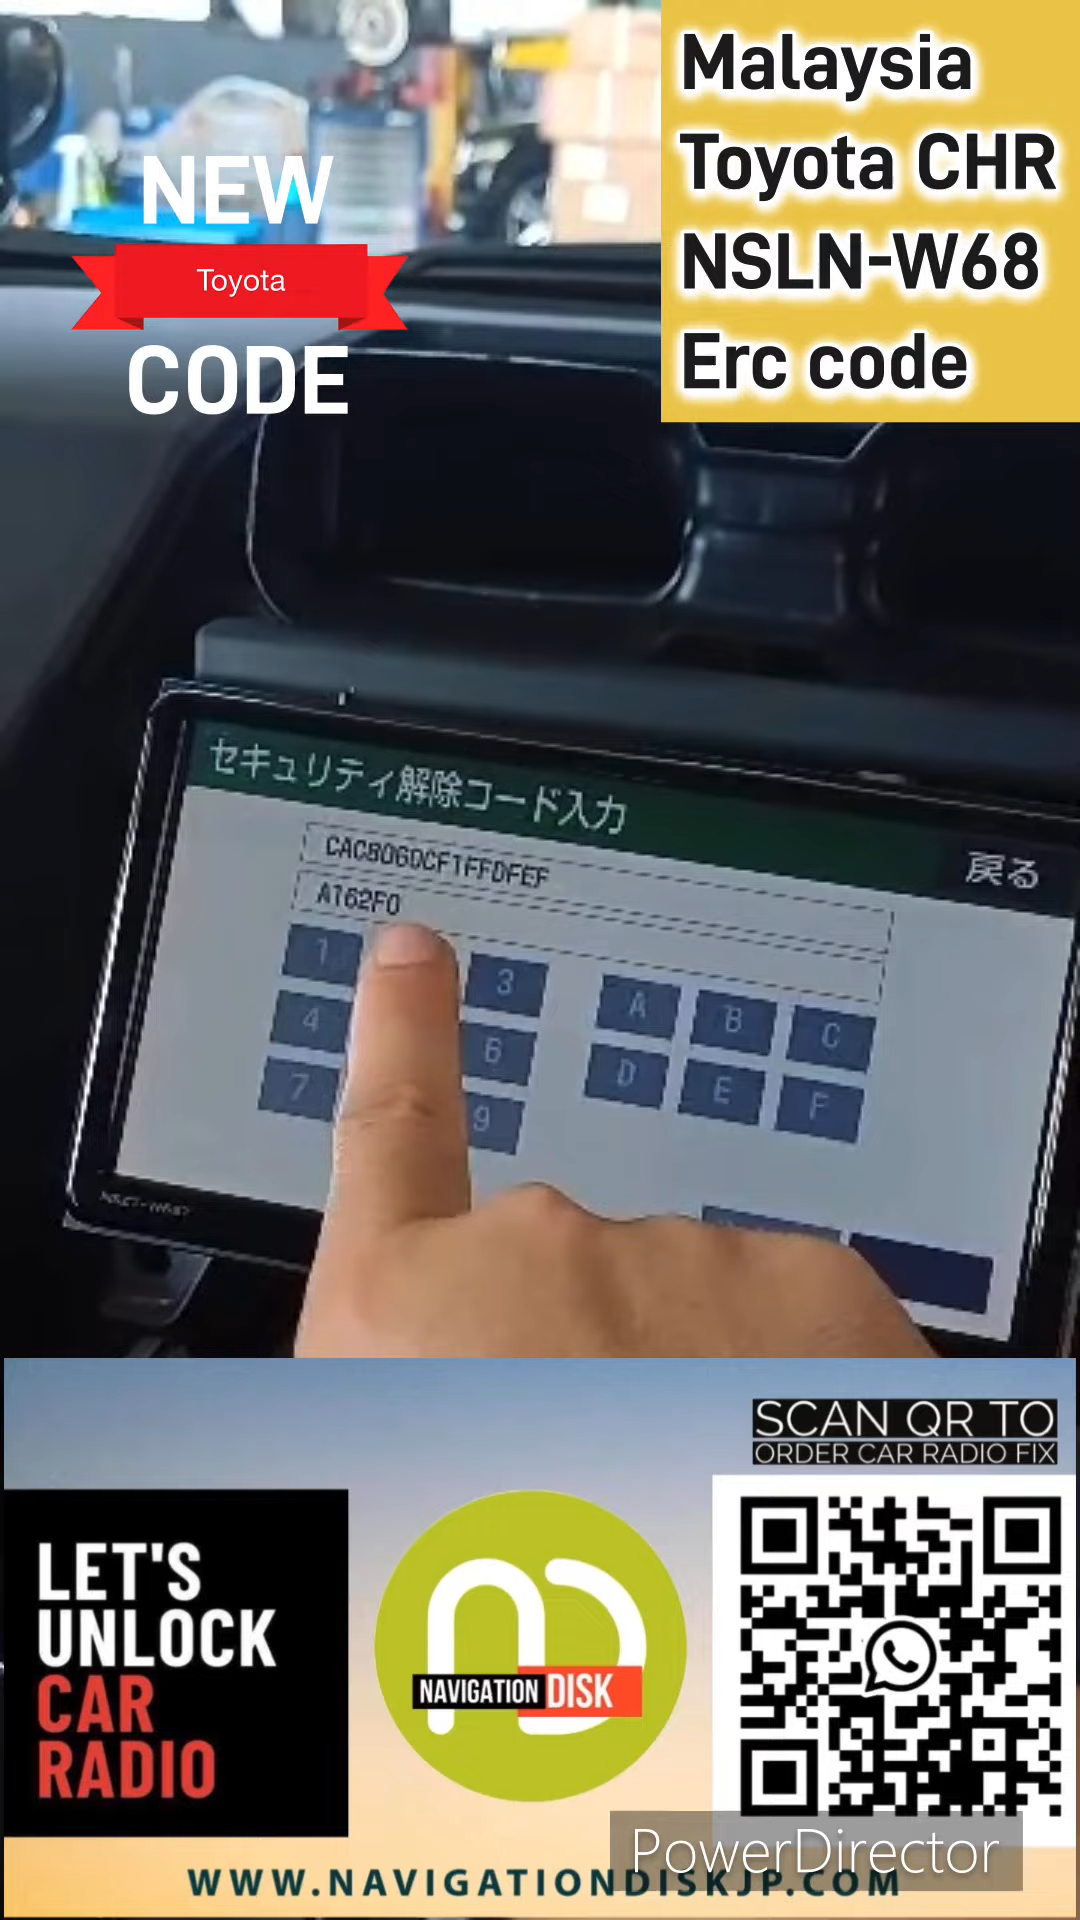 Malaysia
Toyota CHR
NSLN-W68
Erc code
NEW
Toyota
CODE
セキュリティ解除コード入力
戻る
CAC8060CF1FFDFEF
A162F0
1
3
A
B
C
4
6
D
E
F
7
9
SCAN QR TO
ORDER CAR RADIO FIX
LET'S
UNLOCK
CAR
RADIO
NAVIGATION DISK
PowerDirector
WWW.NAVIGATIONDISKJP.COM